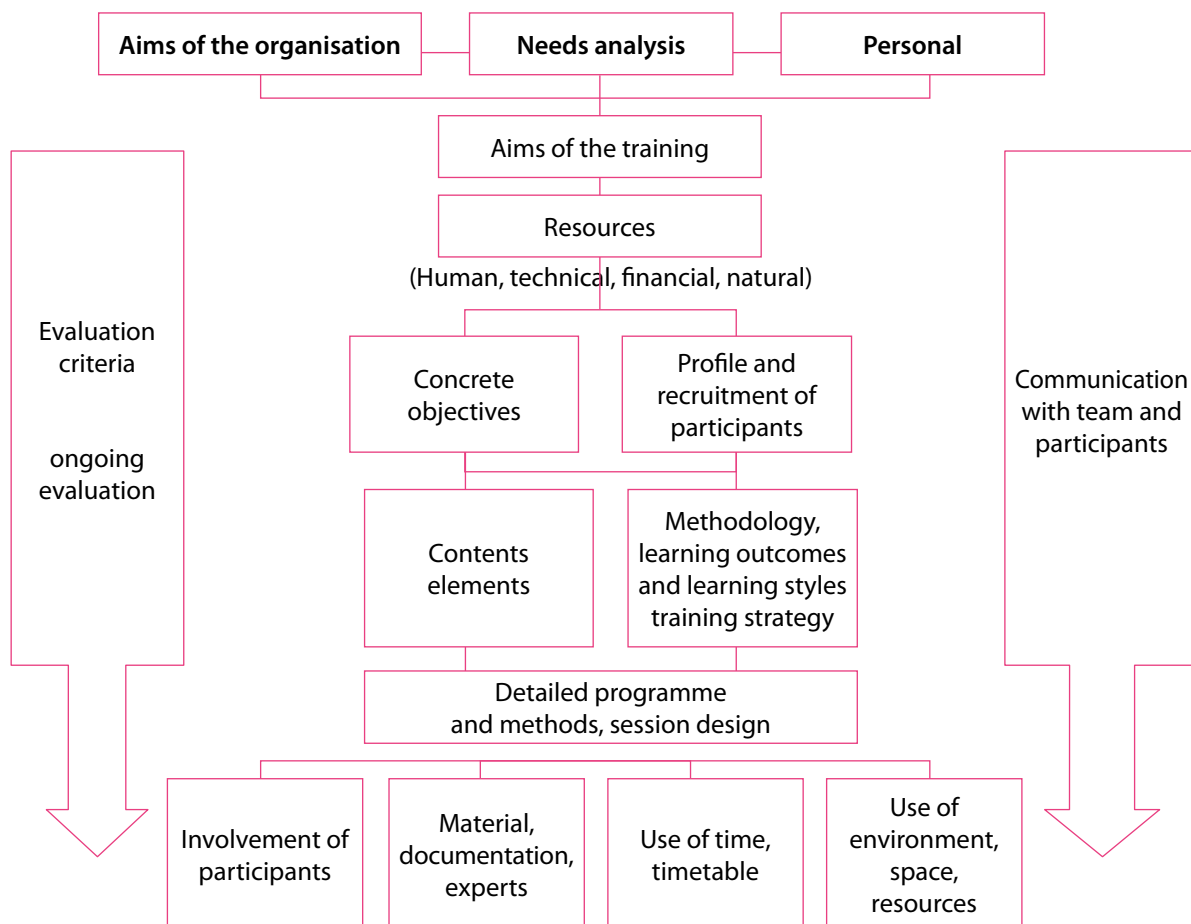 Aims of the organisation
Needs analysis
Personal
Aims of the training
Resources
(Human, technical, financial, natural)
Evaluation
criteria
ongoing
evaluation
Concrete
objectives
Profile and
recruitment of
participants
Communication
with team and
participants
Contents
elements
Methodology,
learning outcomes
and learning styles
training strategy
Detailed programme
and methods, session design
Involvement of
participants
Material,
documentation,
experts
Use of time,
timetable
Use of
environment,
space,
resources